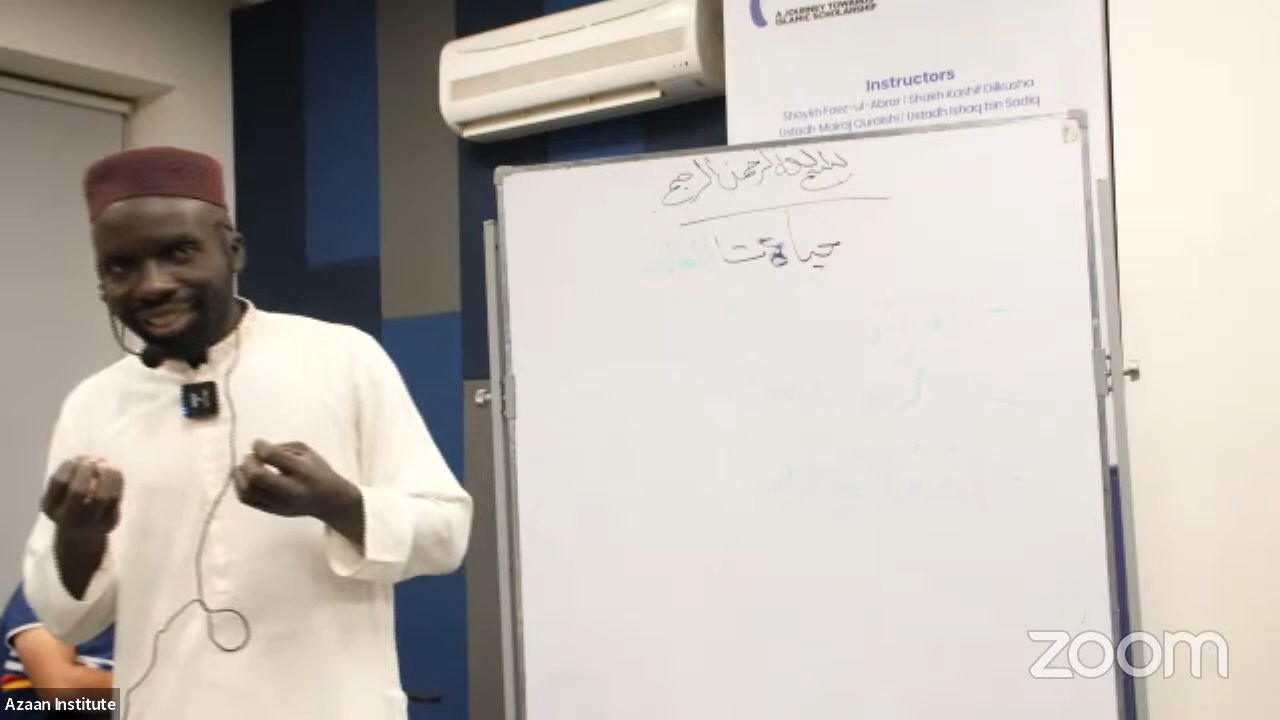 A JOURNEY TOWARDS
ISLAMIC SCHOLARSHIP
Instructors
Shaykh Faez-ul-Abrar | Shaikh Kashif Dilkusha
Ustadh Mairaj Quraishi | Ustadh Ishaq bin Sadiq
بسم الله الرحمن الرحيم
zoom
Azaan Institute